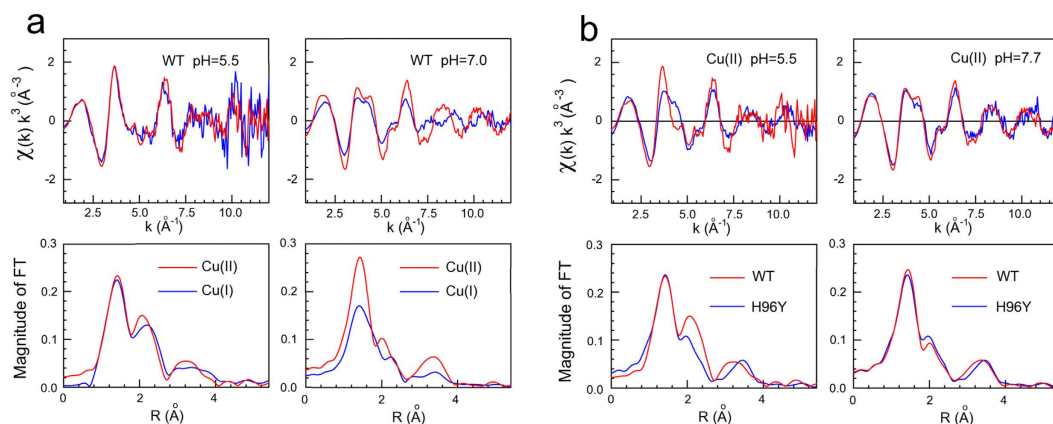 a
b
WT pH=5.5
WT pH=7.0
Cu(II) pH=5.5
Cu(II) pH=7.7
χ(k) k³ (Å⁻³)
2
0
-2
2.5 5.0 7.5 10.0
k (Å⁻¹)
2
0
-2
2.5 5.0 7.5 10.0
k (Å⁻¹)
χ(k) k³ (Å⁻³)
2
0
-2
2.5 5.0 7.5 10.0
k (Å⁻¹)
2
0
-2
2.5 5.0 7.5 10.0
k (Å⁻¹)
Magnitude of FT
0.3
0.2
0.1
0.0
0 2 4
R (Å)
Cu(II)
Cu(I)
0.3
0.2
0.1
0.0
0 2 4
R (Å)
Cu(II)
Cu(I)
Magnitude of FT
0.3
0.2
0.1
0.0
0 2 4
R (Å)
WT
H96Y
0.3
0.2
0.1
0.0
0 2 4
R (Å)
WT
H96Y